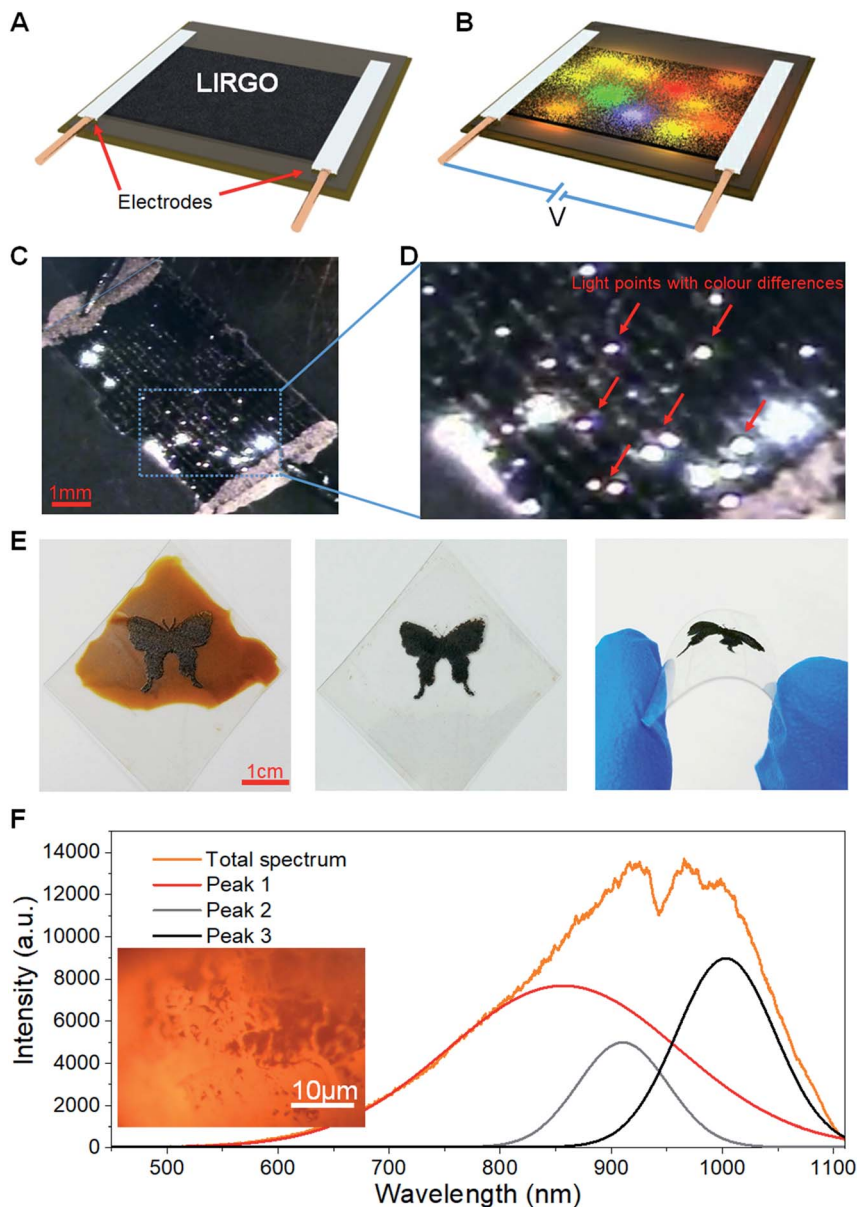 A
LIRGO
Electrodes
B
V
C
1mm
D
Light points with colour differences
E
1cm
F
14000
12000
10000
8000
6000
4000
2000
0
Intensity (a.u.)
Total spectrum
Peak 1
Peak 2
Peak 3
10μm
500 600 700 800 900 1000 1100
Wavelength (nm)